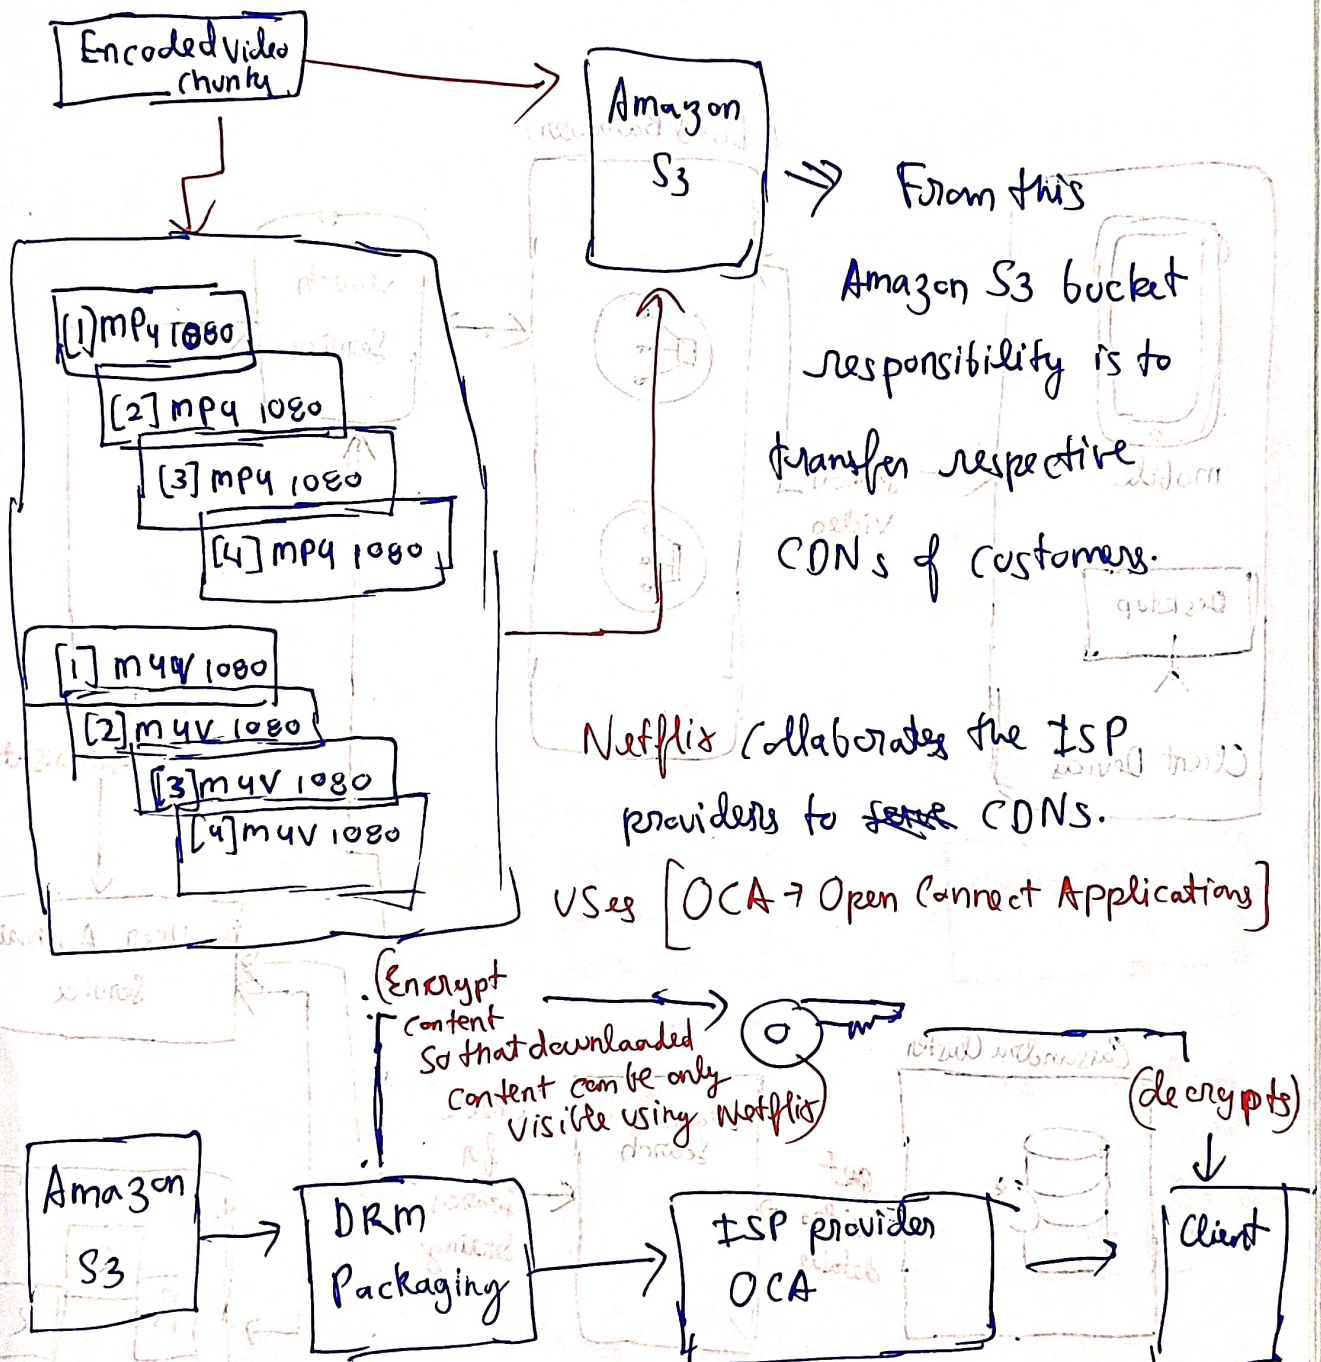 Encoded video
chunks
Amazon
S3
[1] mp4 1080
[2] mp4 1080
[3] mp4 1080
[4] mp4 1080
[1] m4v 1080
[2] m4v 1080
[3] m4v 1080
[4] m4v 1080
From this
Amazon S3 bucket
responsibility is to
transfer respective
CDNs of customers.
Netflix collaborates the ISP
providers to CDNs.
uses [OCA → Open Connect Applications]
(Encrypt
content
so that downloaded
content can be only
visible using Netflix)
(decrypts)
Amazon
S3
DRM
Packaging
ISP provider
OCA
Client